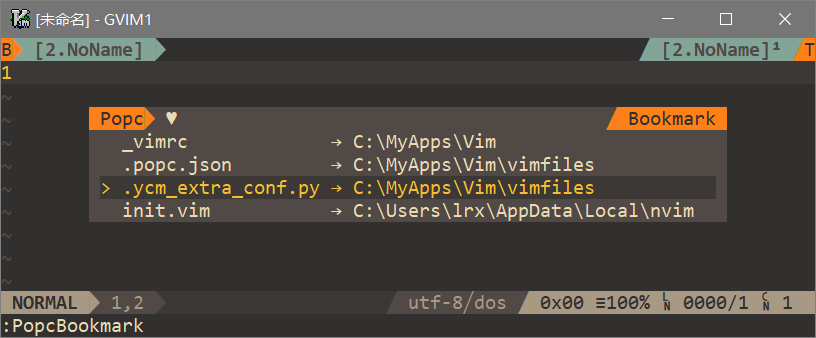 [未命名] - GVIM1
B [2.NoName] [2.NoName]¹ T
1
~
~
Popc ♥ Bookmark
_vimrc → C:\MyApps\Vim
.popc.json → C:\MyApps\Vim\vimfiles
> .ycm_extra_conf.py → C:\MyApps\Vim\vimfiles
init.vim → C:\Users\lrx\AppData\Local\nvim
~
~
~
NORMAL 1,2 utf-8/dos 0x00 ≡100% ␤ 0000/1 1
:PopcBookmark